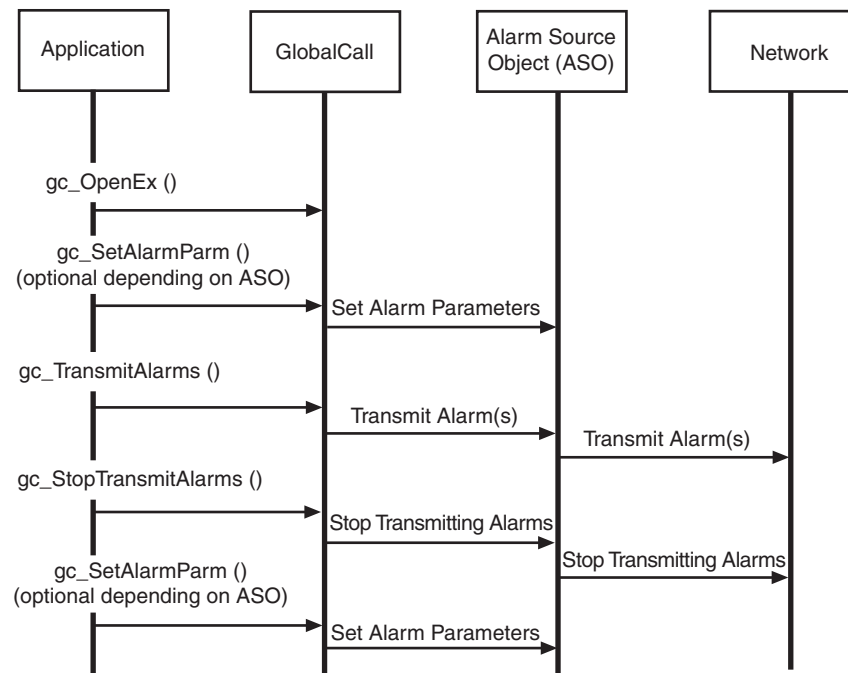 Application
GlobalCall
Alarm Source
Object (ASO)
Network
gc_OpenEx ()
gc_SetAlarmParm ()
(optional depending on ASO)
Set Alarm Parameters
gc_TransmitAlarms ()
Transmit Alarm(s)
Transmit Alarm(s)
gc_StopTransmitAlarms ()
Stop Transmitting Alarms
Stop Transmitting Alarms
gc_SetAlarmParm ()
(optional depending on ASO)
Set Alarm Parameters